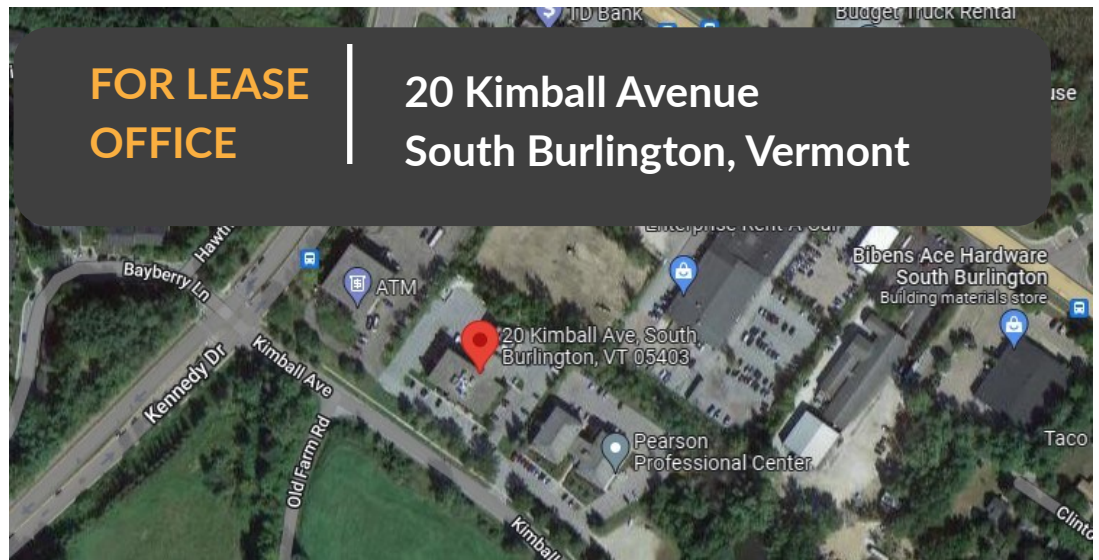 TD Bank
Budget Truck Rental
FOR LEASE
OFFICE
20 Kimball Avenue
South Burlington, Vermont
Enterprise Rent-A-Car
Bibens Ace Hardware
South Burlington
Building materials store
Bayberry Ln
ATM
20 Kimball Ave, South
Burlington, VT 05403
Kennedy Dr
Kimball Ave
Old Farm Rd
Pearson
Professional Center
Taco
Kimball